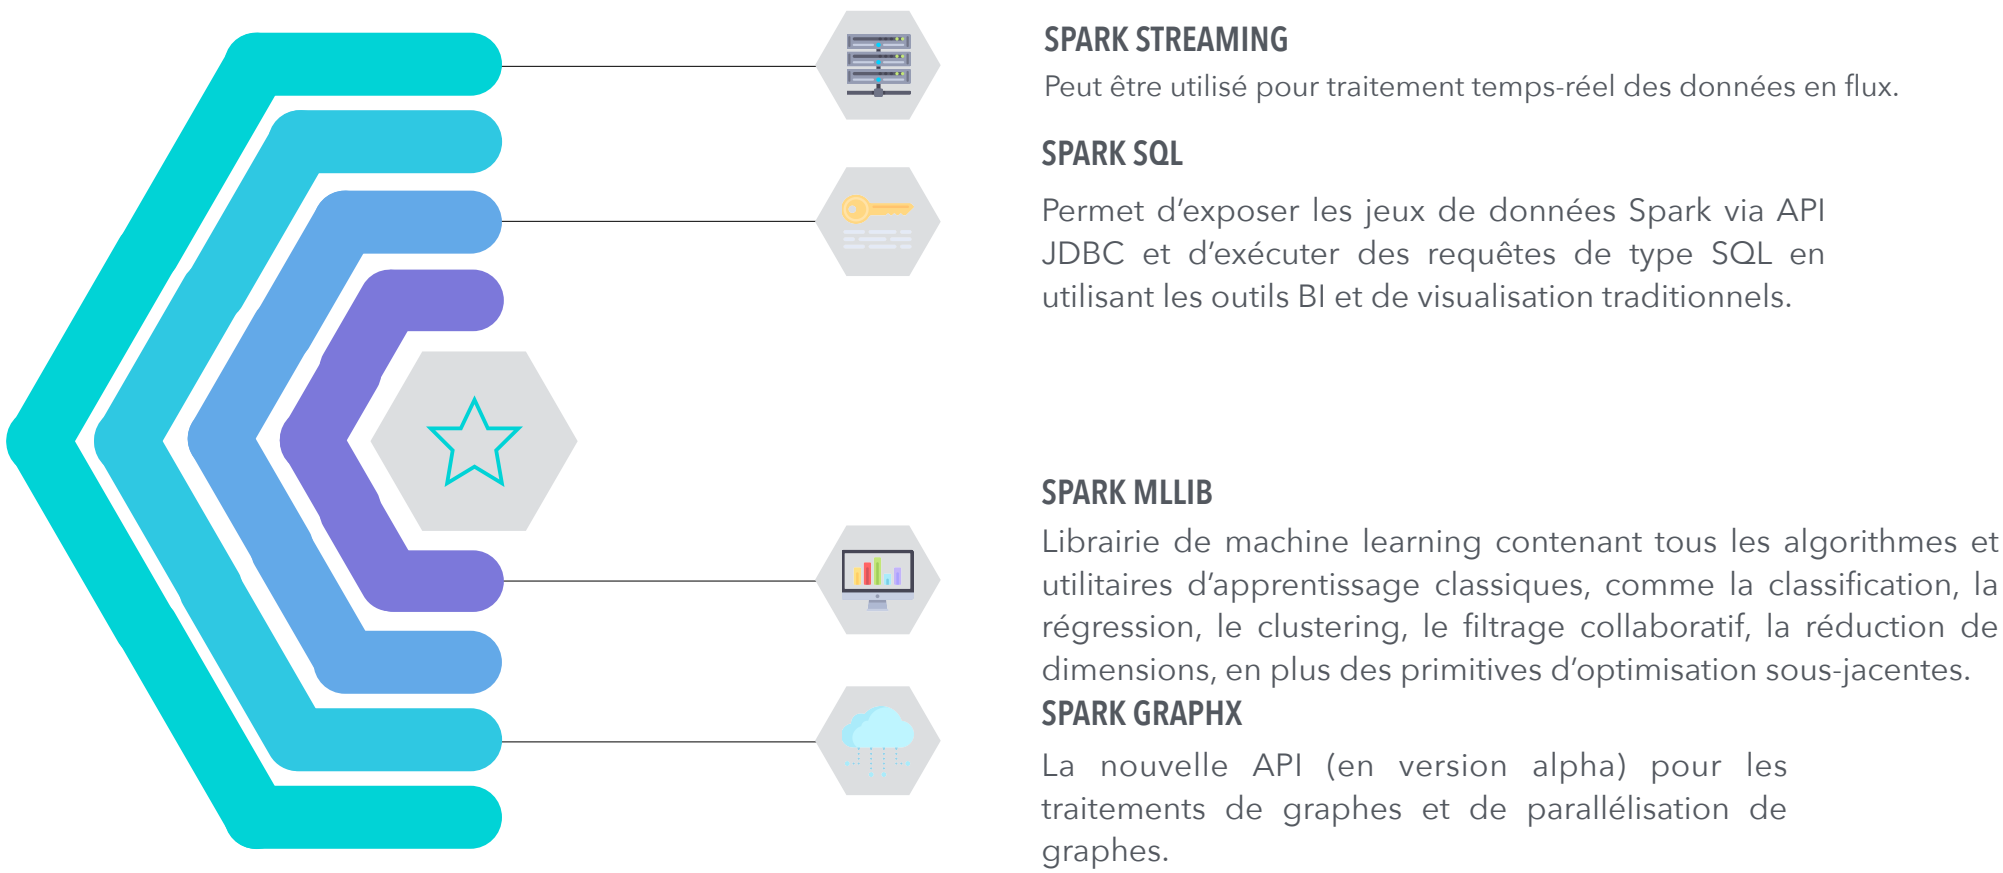 SPARK STREAMING
Peut être utilisé pour traitement temps-réel des données en flux.
SPARK SQL
Permet d’exposer les jeux de données Spark via API
JDBC et d’exécuter des requêtes de type SQL en
utilisant les outils BI et de visualisation traditionnels.
SPARK MLLIB
Librairie de machine learning contenant tous les algorithmes et
utilitaires d’apprentissage classiques, comme la classification, la
régression, le clustering, le filtrage collaboratif, la réduction de
dimensions, en plus des primitives d’optimisation sous-jacentes.
SPARK GRAPHX
La nouvelle API (en version alpha) pour les
traitements de graphes et de parallélisation de
graphes.